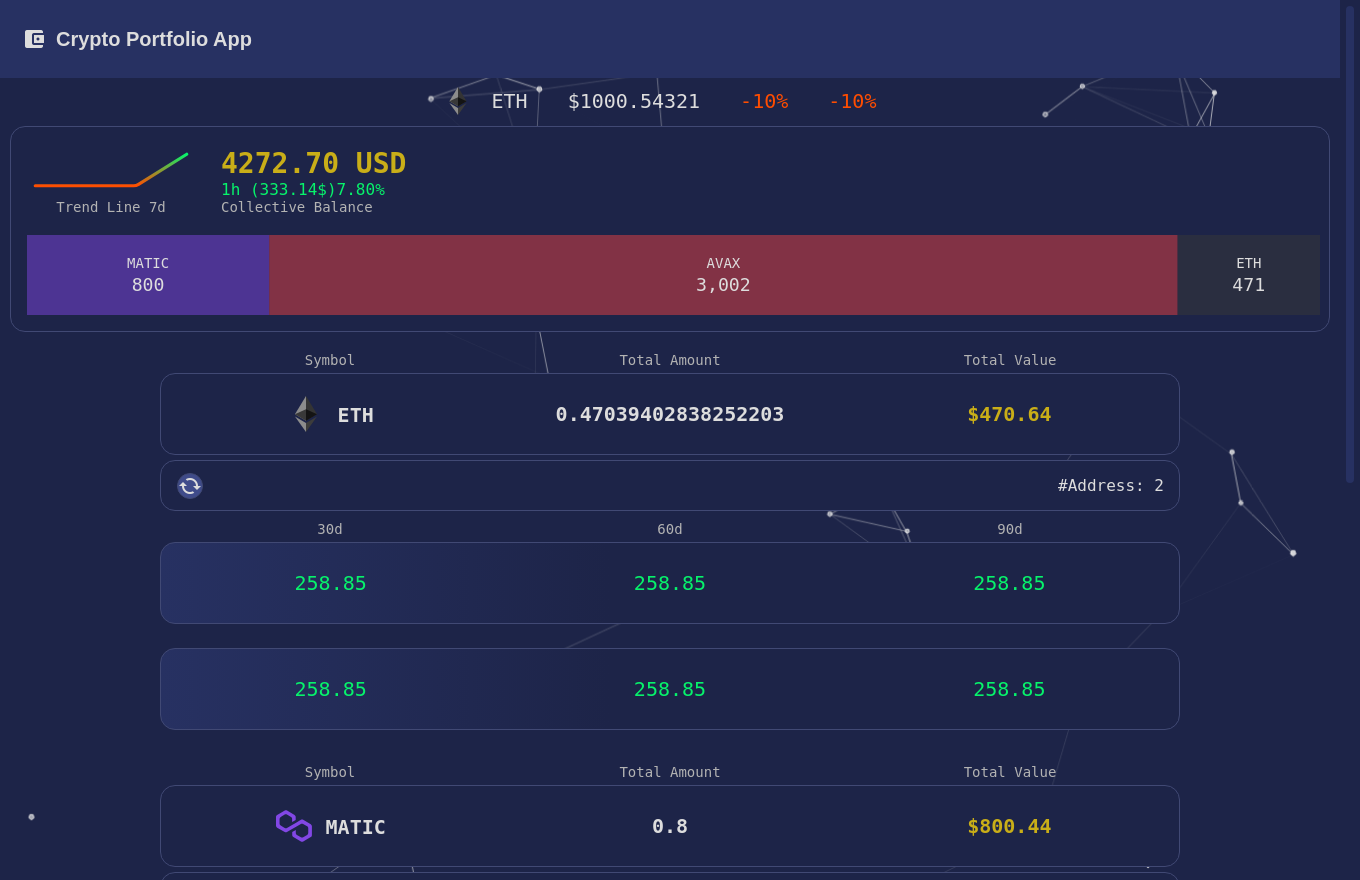 Crypto Portfolio App
ETH $1000.54321 -10% -10%
4272.70 USD
1h (333.14$)7.80%
Trend Line 7d Collective Balance
MATIC AVAX ETH
800 3,002 471
Symbol Total Amount Total Value
ETH 0.47039402838252203 $470.64
#Address: 2
30d 60d 90d
258.85 258.85 258.85
258.85 258.85 258.85
Symbol Total Amount Total Value
MATIC 0.8 $800.44